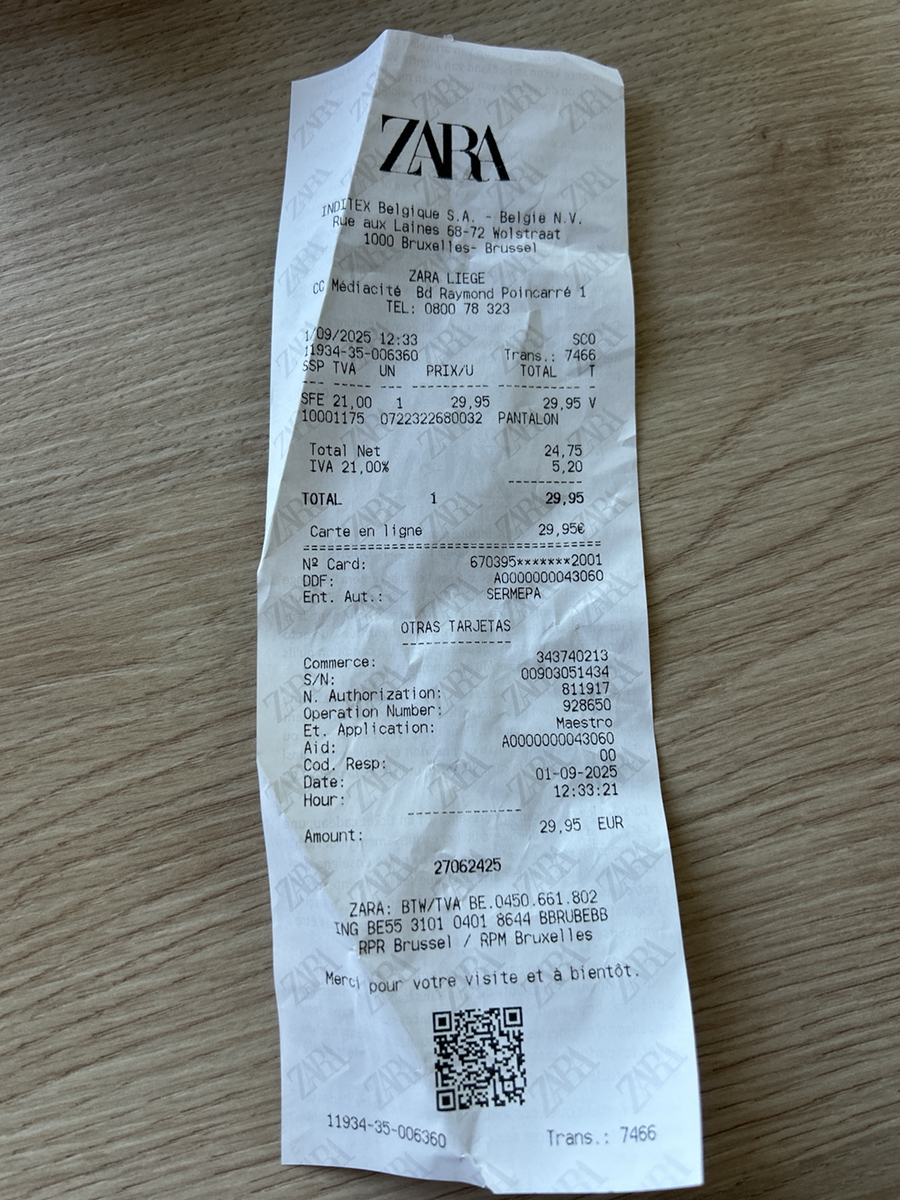 ZARA
INDITEX Belgique S.A. - België N.V.
Rue aux Laines 68-72 Wolstraat
1000 Bruxelles- Brussel
ZARA LIEGE
CC Médiacité Bd Raymond Poincarré 1
TEL: 0800 78 323
1/09/2025 12:33 SCO
11934-35-006360 Trans.: 7466
SSP TVA UN PRIX/U TOTAL T
SFE 21,00 1 29,95 29,95 V
10001175 0722322680032 PANTALON
Total Net 24,75
IVA 21,00% 5,20
TOTAL 1 29,95
Carte en ligne 29,95€
Nº Card: 670395*******2001
DDF: A0000000043060
Ent. Aut.: SERMEPA
OTRAS TARJETAS
Commerce: 343740213
S/N: 00903051434
N. Authorization: 811917
Operation Number: 928650
Et. Application: Maestro
Aid: A0000000043060
Cod. Resp: 00
Date: 01-09-2025
Hour: 12:33:21
Amount: 29,95 EUR
27062425
ZARA: BTW/TVA BE.0450.661.802
ING BE55 3101 0401 8644 BBRUBEBB
RPR Brussel / RPM Bruxelles
Merci pour votre visite et à bientôt.
11934-35-006360 Trans.: 7466